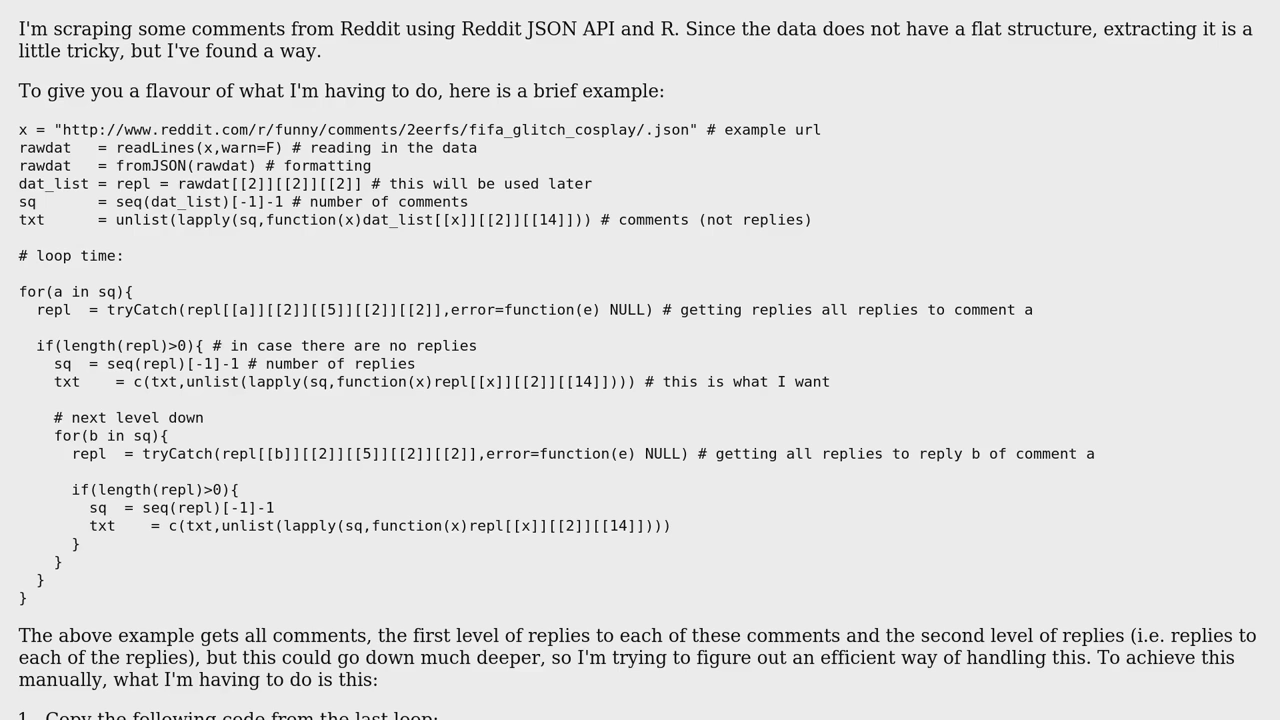 I'm scraping some comments from Reddit using Reddit JSON API and R. Since the data does not have a flat structure, extracting it is a
little tricky, but I've found a way.
To give you a flavour of what I'm having to do, here is a brief example:
x = "http://www.reddit.com/r/funny/comments/2eerfs/fifa_glitch_cosplay/.json" # example url
rawdat   = readLines(x,warn=F) # reading in the data
rawdat   = fromJSON(rawdat) # formatting
dat_list = repl = rawdat[[2]][[2]][[2]] # this will be used later
sq       = seq(dat_list)[-1]-1 # number of comments
txt      = unlist(lapply(sq,function(x)dat_list[[x]][[2]][[14]])) # comments (not replies)
# loop time:
for(a in sq){
  repl  = tryCatch(repl[[a]][[2]][[5]][[2]][[2]],error=function(e) NULL) # getting replies all replies to comment a
  if(length(repl)>0){ # in case there are no replies
    sq  = seq(repl)[-1]-1 # number of replies
    txt    = c(txt,unlist(lapply(sq,function(x)repl[[x]][[2]][[14]]))) # this is what I want
    # next level down
    for(b in sq){
      repl  = tryCatch(repl[[b]][[2]][[5]][[2]][[2]],error=function(e) NULL) # getting all replies to reply b of comment a
      if(length(repl)>0){
        sq  = seq(repl)[-1]-1
        txt    = c(txt,unlist(lapply(sq,function(x)repl[[x]][[2]][[14]])))
      }
    }
  }
}
The above example gets all comments, the first level of replies to each of these comments and the second level of replies (i.e. replies to
each of the replies), but this could go down much deeper, so I'm trying to figure out an efficient way of handling this. To achieve this
manually, what I'm having to do is this:
1. Copy the following code from the last loop: